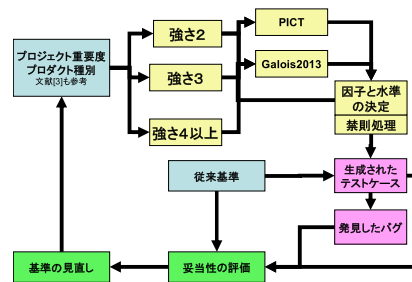 プロジェクト重要度
プロダクト種別
文献[3]も参考
強さ２
強さ３
強さ４以上
PICT
Galois2013
因子と水準
の決定
禁則処理
従来基準
生成された
テストケース
発見したバグ
基準の見直し
妥当性の評価